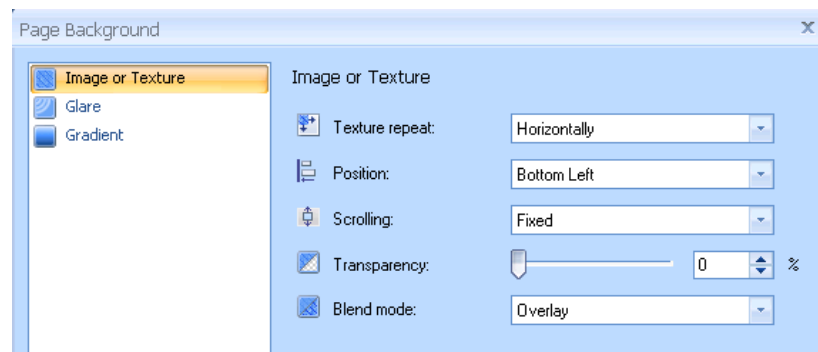 Page Background
Image or Texture
Glare
Gradient
Image or Texture
Texture repeat: Horizontally
Position: Bottom Left
Scrolling: Fixed
Transparency: 0 %
Blend mode: Overlay